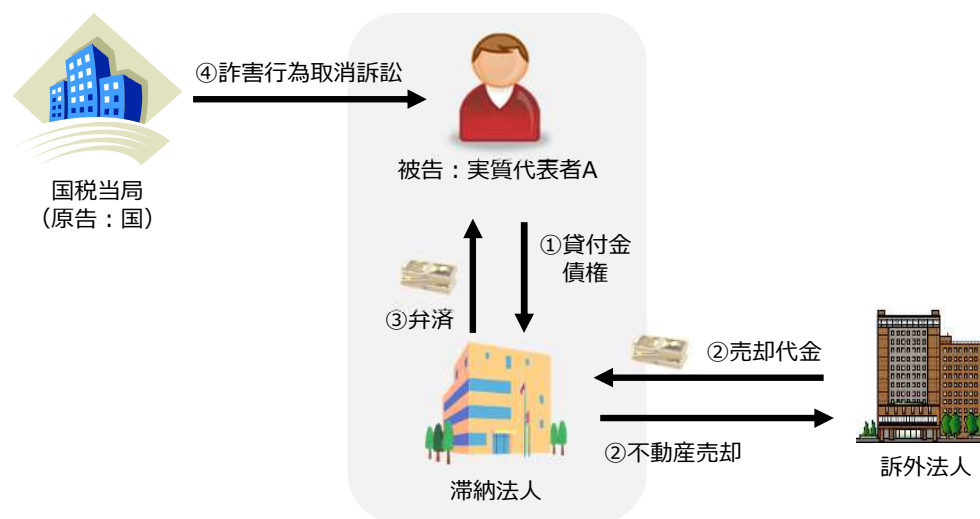 ④詐害行為取消訴訟
国税当局
（原告：国）
被告：実質代表者A
①貸付金
債権
③弁済
②売却代金
②不動産売却
滞納法人
訴外法人